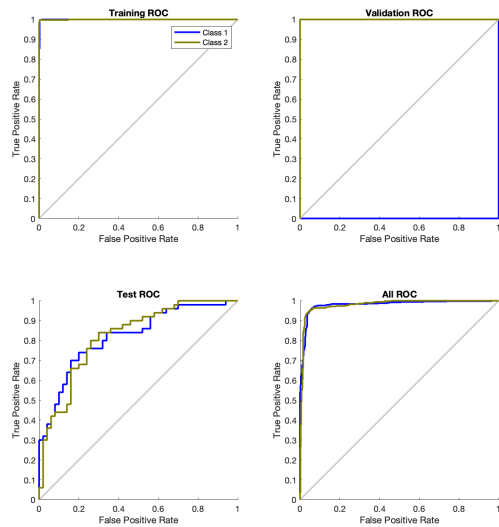 Training ROC
1
0.9
0.8
0.7
0.6
0.5
0.4
0.3
0.2
0.1
0
True Positive Rate
Class 1
Class 2
0 0.2 0.4 0.6 0.8 1
False Positive Rate
Validation ROC
1
0.9
0.8
0.7
0.6
0.5
0.4
0.3
0.2
0.1
0
True Positive Rate
0 0.2 0.4 0.6 0.8 1
False Positive Rate
Test ROC
1
0.9
0.8
0.7
0.6
0.5
0.4
0.3
0.2
0.1
0
True Positive Rate
0 0.2 0.4 0.6 0.8 1
False Positive Rate
All ROC
1
0.9
0.8
0.7
0.6
0.5
0.4
0.3
0.2
0.1
0
True Positive Rate
0 0.2 0.4 0.6 0.8 1
False Positive Rate